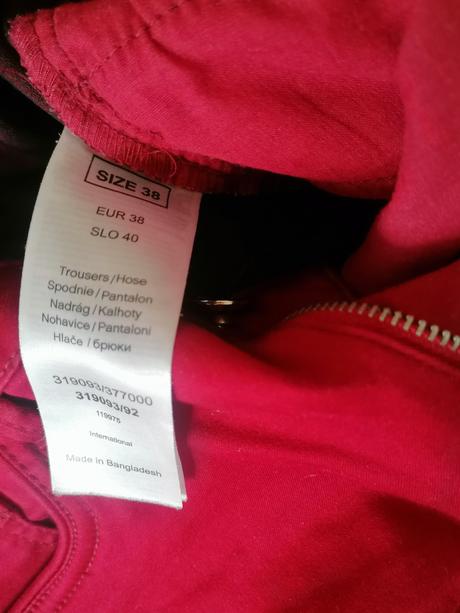 SIZE 38
EUR 38
SLO 40
Trousers/Hose
Spodnie/Pantalon
Nadrág/Kalhoty
Nohavice/Pantaloni
Hlače/брюки
319093/377000
319093/92
119976
International
Made in Bangladesh